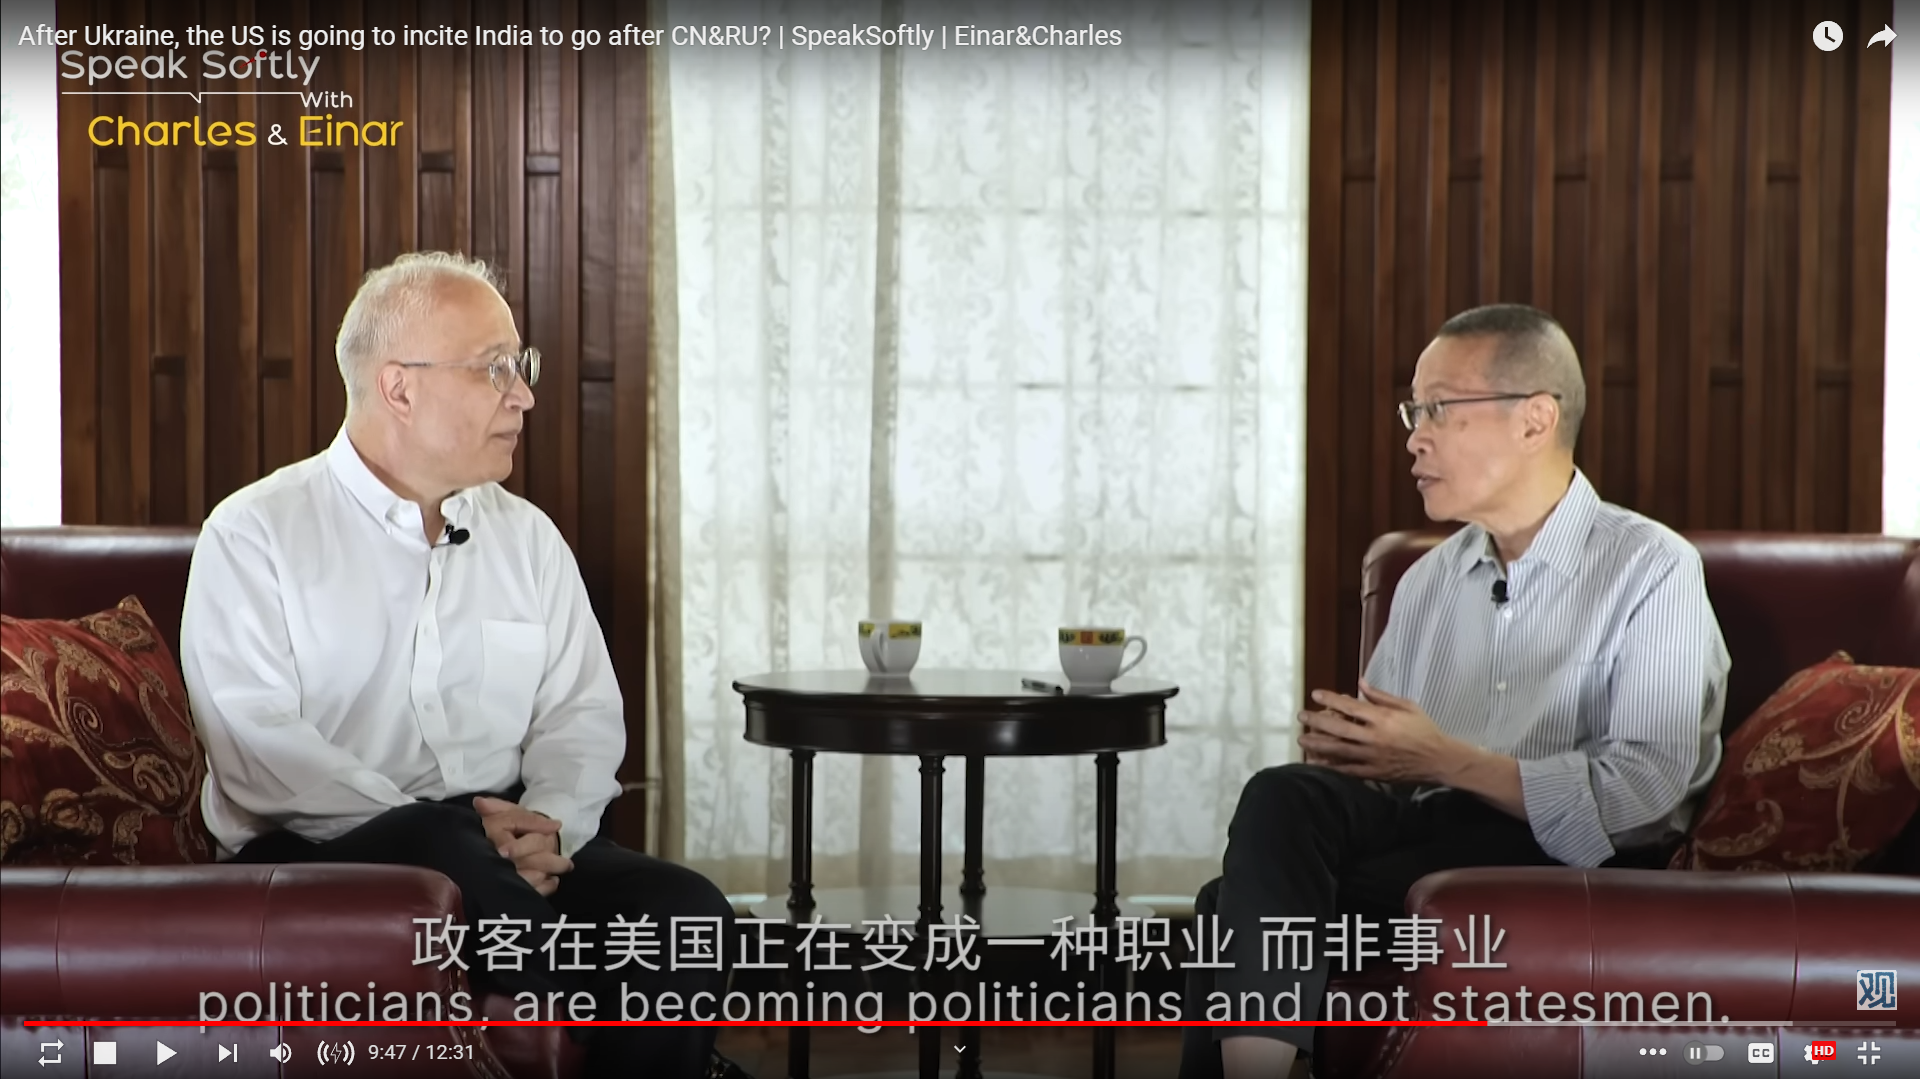 After Ukraine, the US is going to incite India to go after CN&RU? | SpeakSoftly | Einar&Charles
Speak Softly
With
Charles & Einar
政客在美国正在变成一种职业 而非事业
politicians, are becoming politicians and not statesmen.
观
9:47 / 12:31
CC
HD